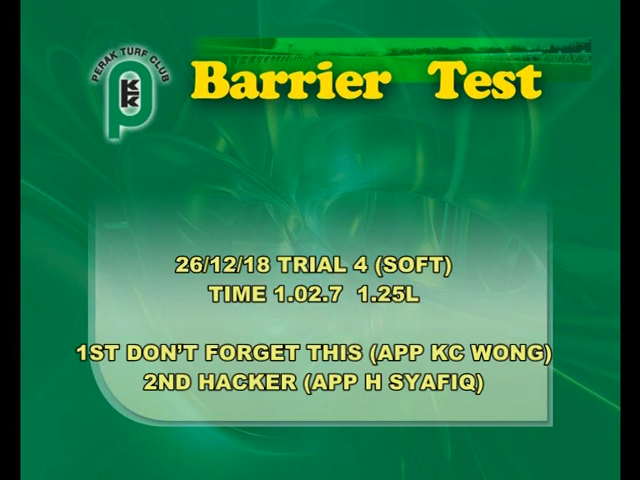 PERAK TURF CLUB
Barrier Test
26/12/18 TRIAL 4 (SOFT)
TIME 1.02.7 1.25L
1ST DON'T FORGET THIS (APP KC WONG)
2ND HACKER (APP H SYAFIQ)